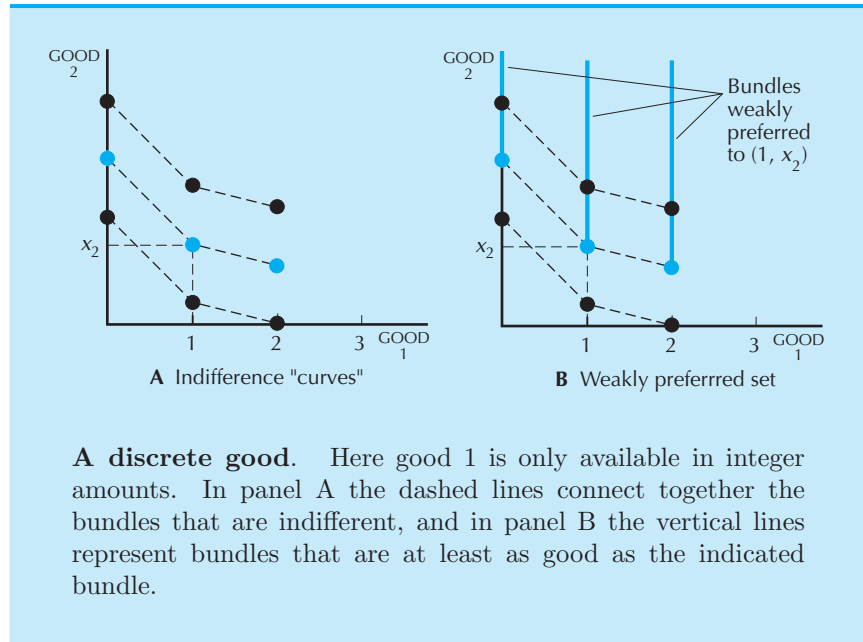 GOOD
2
x2
1
2
3
GOOD
1
A Indifference "curves"
GOOD
2
Bundles
weakly
preferred
to (1, x2)
x2
1
2
3
GOOD
1
B Weakly preferrred set
A discrete good. Here good 1 is only available in integer
amounts. In panel A the dashed lines connect together the
bundles that are indifferent, and in panel B the vertical lines
represent bundles that are at least as good as the indicated
bundle.